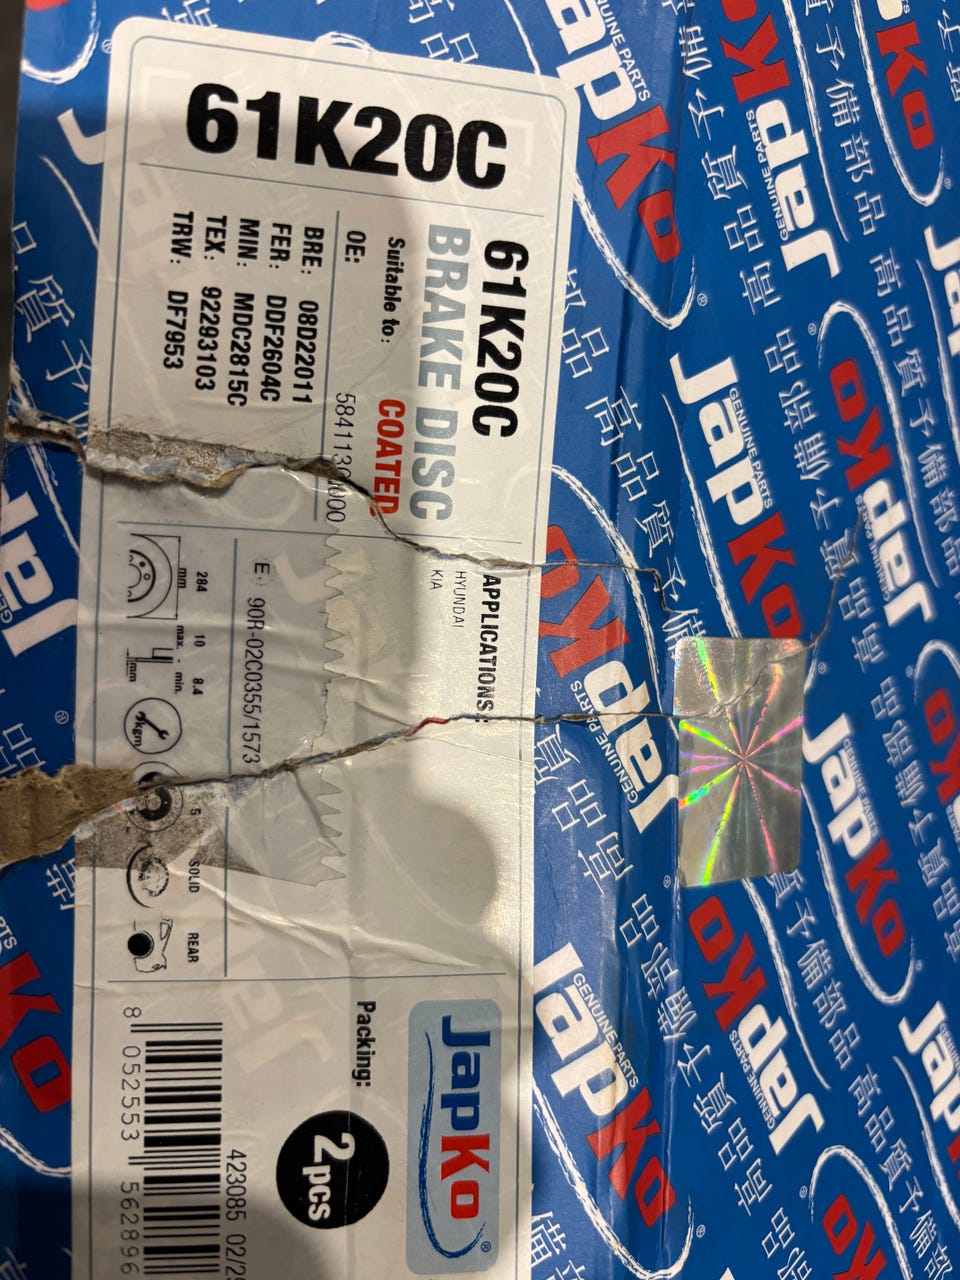 61K20C
61K20C
BRAKE DISC
COATED
Suitable to:
OE:
BRE: 08D22011
FER: DDF2604C
MIN: MDC2815C
TEX: 92293103
TRW: DF7953
APPLICATIONS:
HYUNDAI
KIA
E: 90R-02C0355/1573
284
mm
10
8.4
max. - min.
mm
kgm
5
SOLID
REAR
JapKo
®
Packing:
2pcs
8 052553 562896
JapKo
GENUINE PARTS
®
高品質予備部品